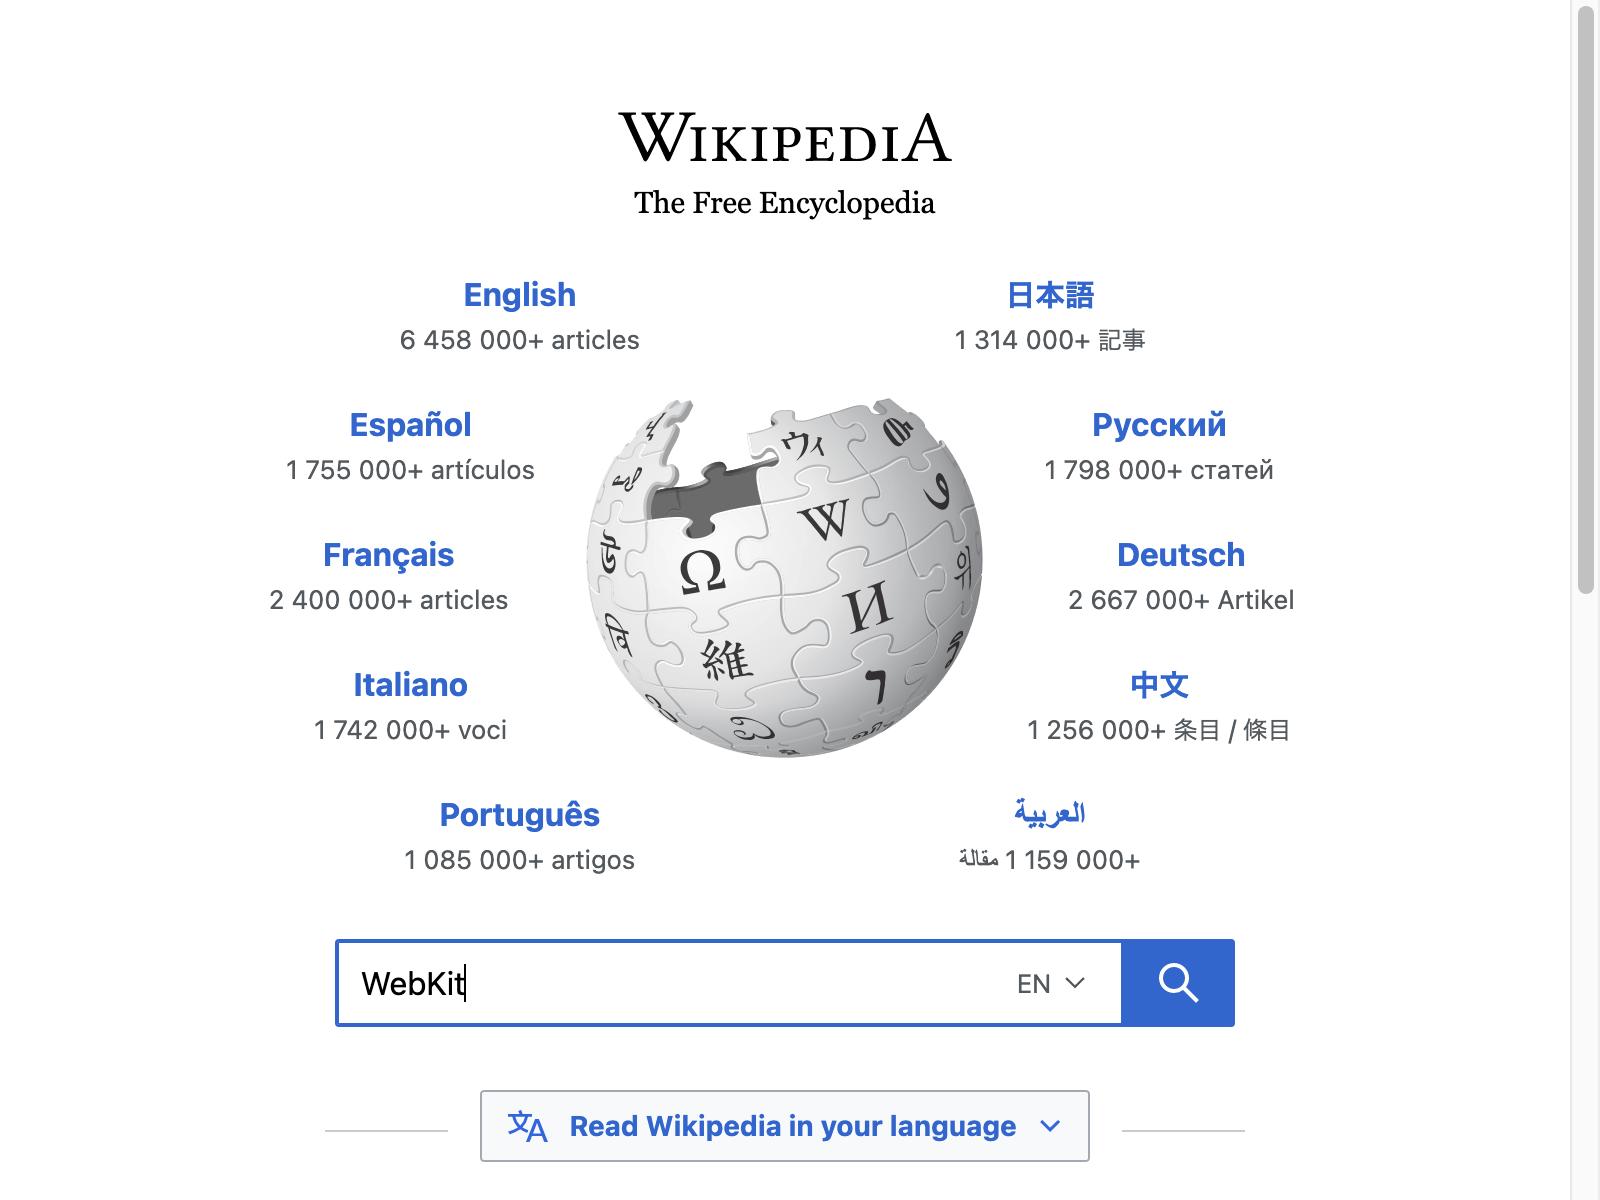 WIKIPEDIA
The Free Encyclopedia
English
6 458 000+ articles
日本語
1 314 000+ 記事
Español
1 755 000+ artículos
Русский
1 798 000+ статей
Français
2 400 000+ articles
Deutsch
2 667 000+ Artikel
Italiano
1 742 000+ voci
中文
1 256 000+ 条目 / 條目
Português
1 085 000+ artigos
العربية
1 159 000+ مقالة
ウィ
W
Ω
И
維
WebKit
EN
Read Wikipedia in your language